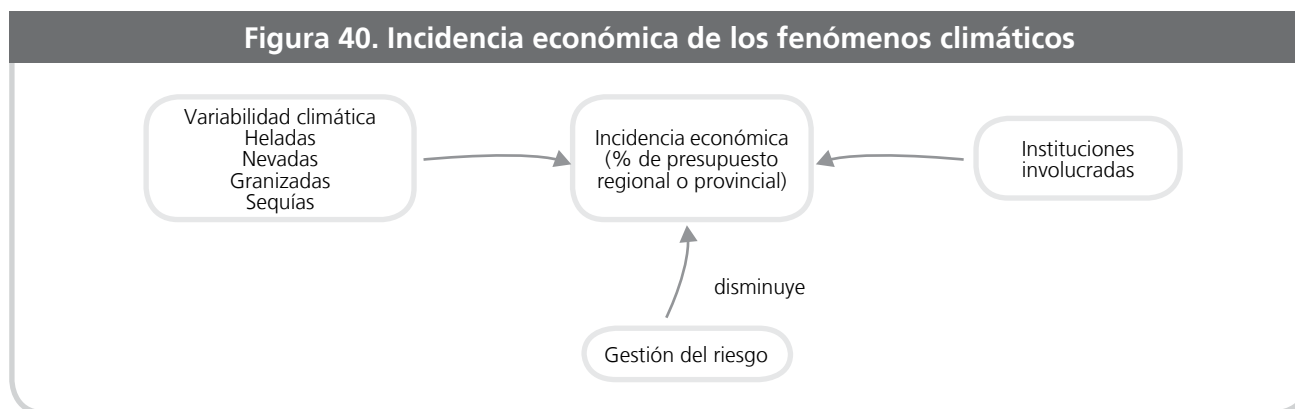 Figura 40. Incidencia económica de los fenómenos climáticos
Variabilidad climática
Heladas
Nevadas
Granizadas
Sequías
Incidencia económica
(% de presupuesto
regional o provincial)
Instituciones
involucradas
disminuye
Gestión del riesgo